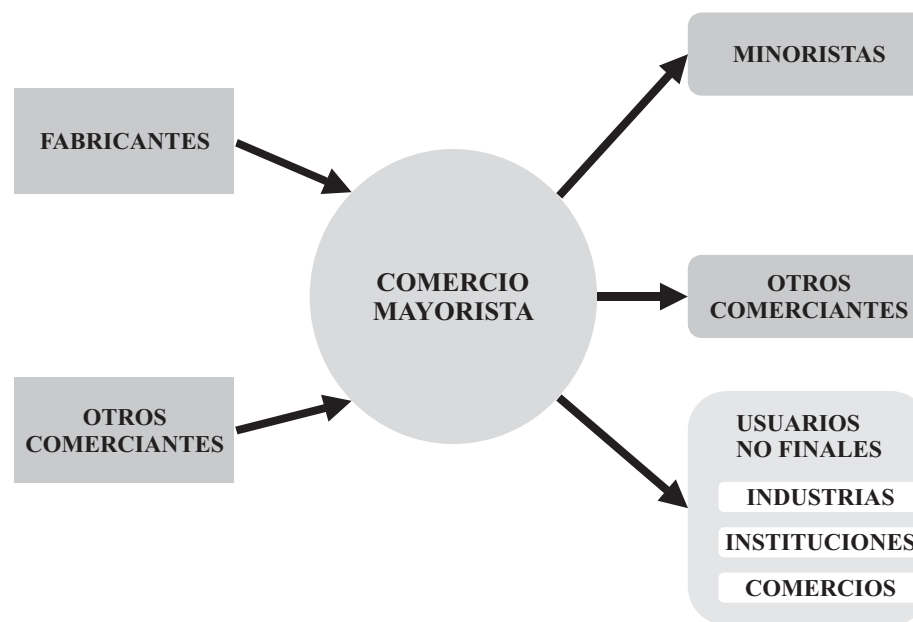 FABRICANTES
OTROS
COMERCIANTES
COMERCIO
MAYORISTA
MINORISTAS
OTROS
COMERCIANTES
USUARIOS
NO FINALES
INDUSTRIAS
INSTITUCIONES
COMERCIOS